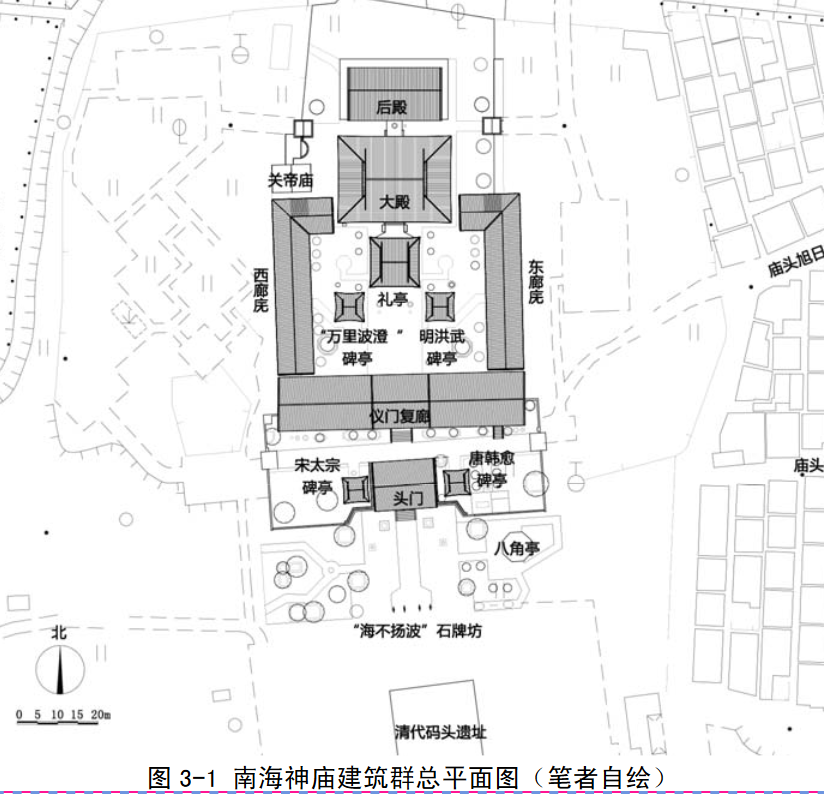 后殿
关帝庙
大殿
西廊庑
东廊庑
庙头旭日
礼亭
“万里波澄 ”
碑亭
明洪武
碑亭
仪门复廊
宋太宗
碑亭
唐韩愈
碑亭
庙头
头门
八角亭
“海不扬波”石牌坊
北
0 5 10 15 20m
清代码头遗址
图 3-1 南海神庙建筑群总平面图（笔者自绘）